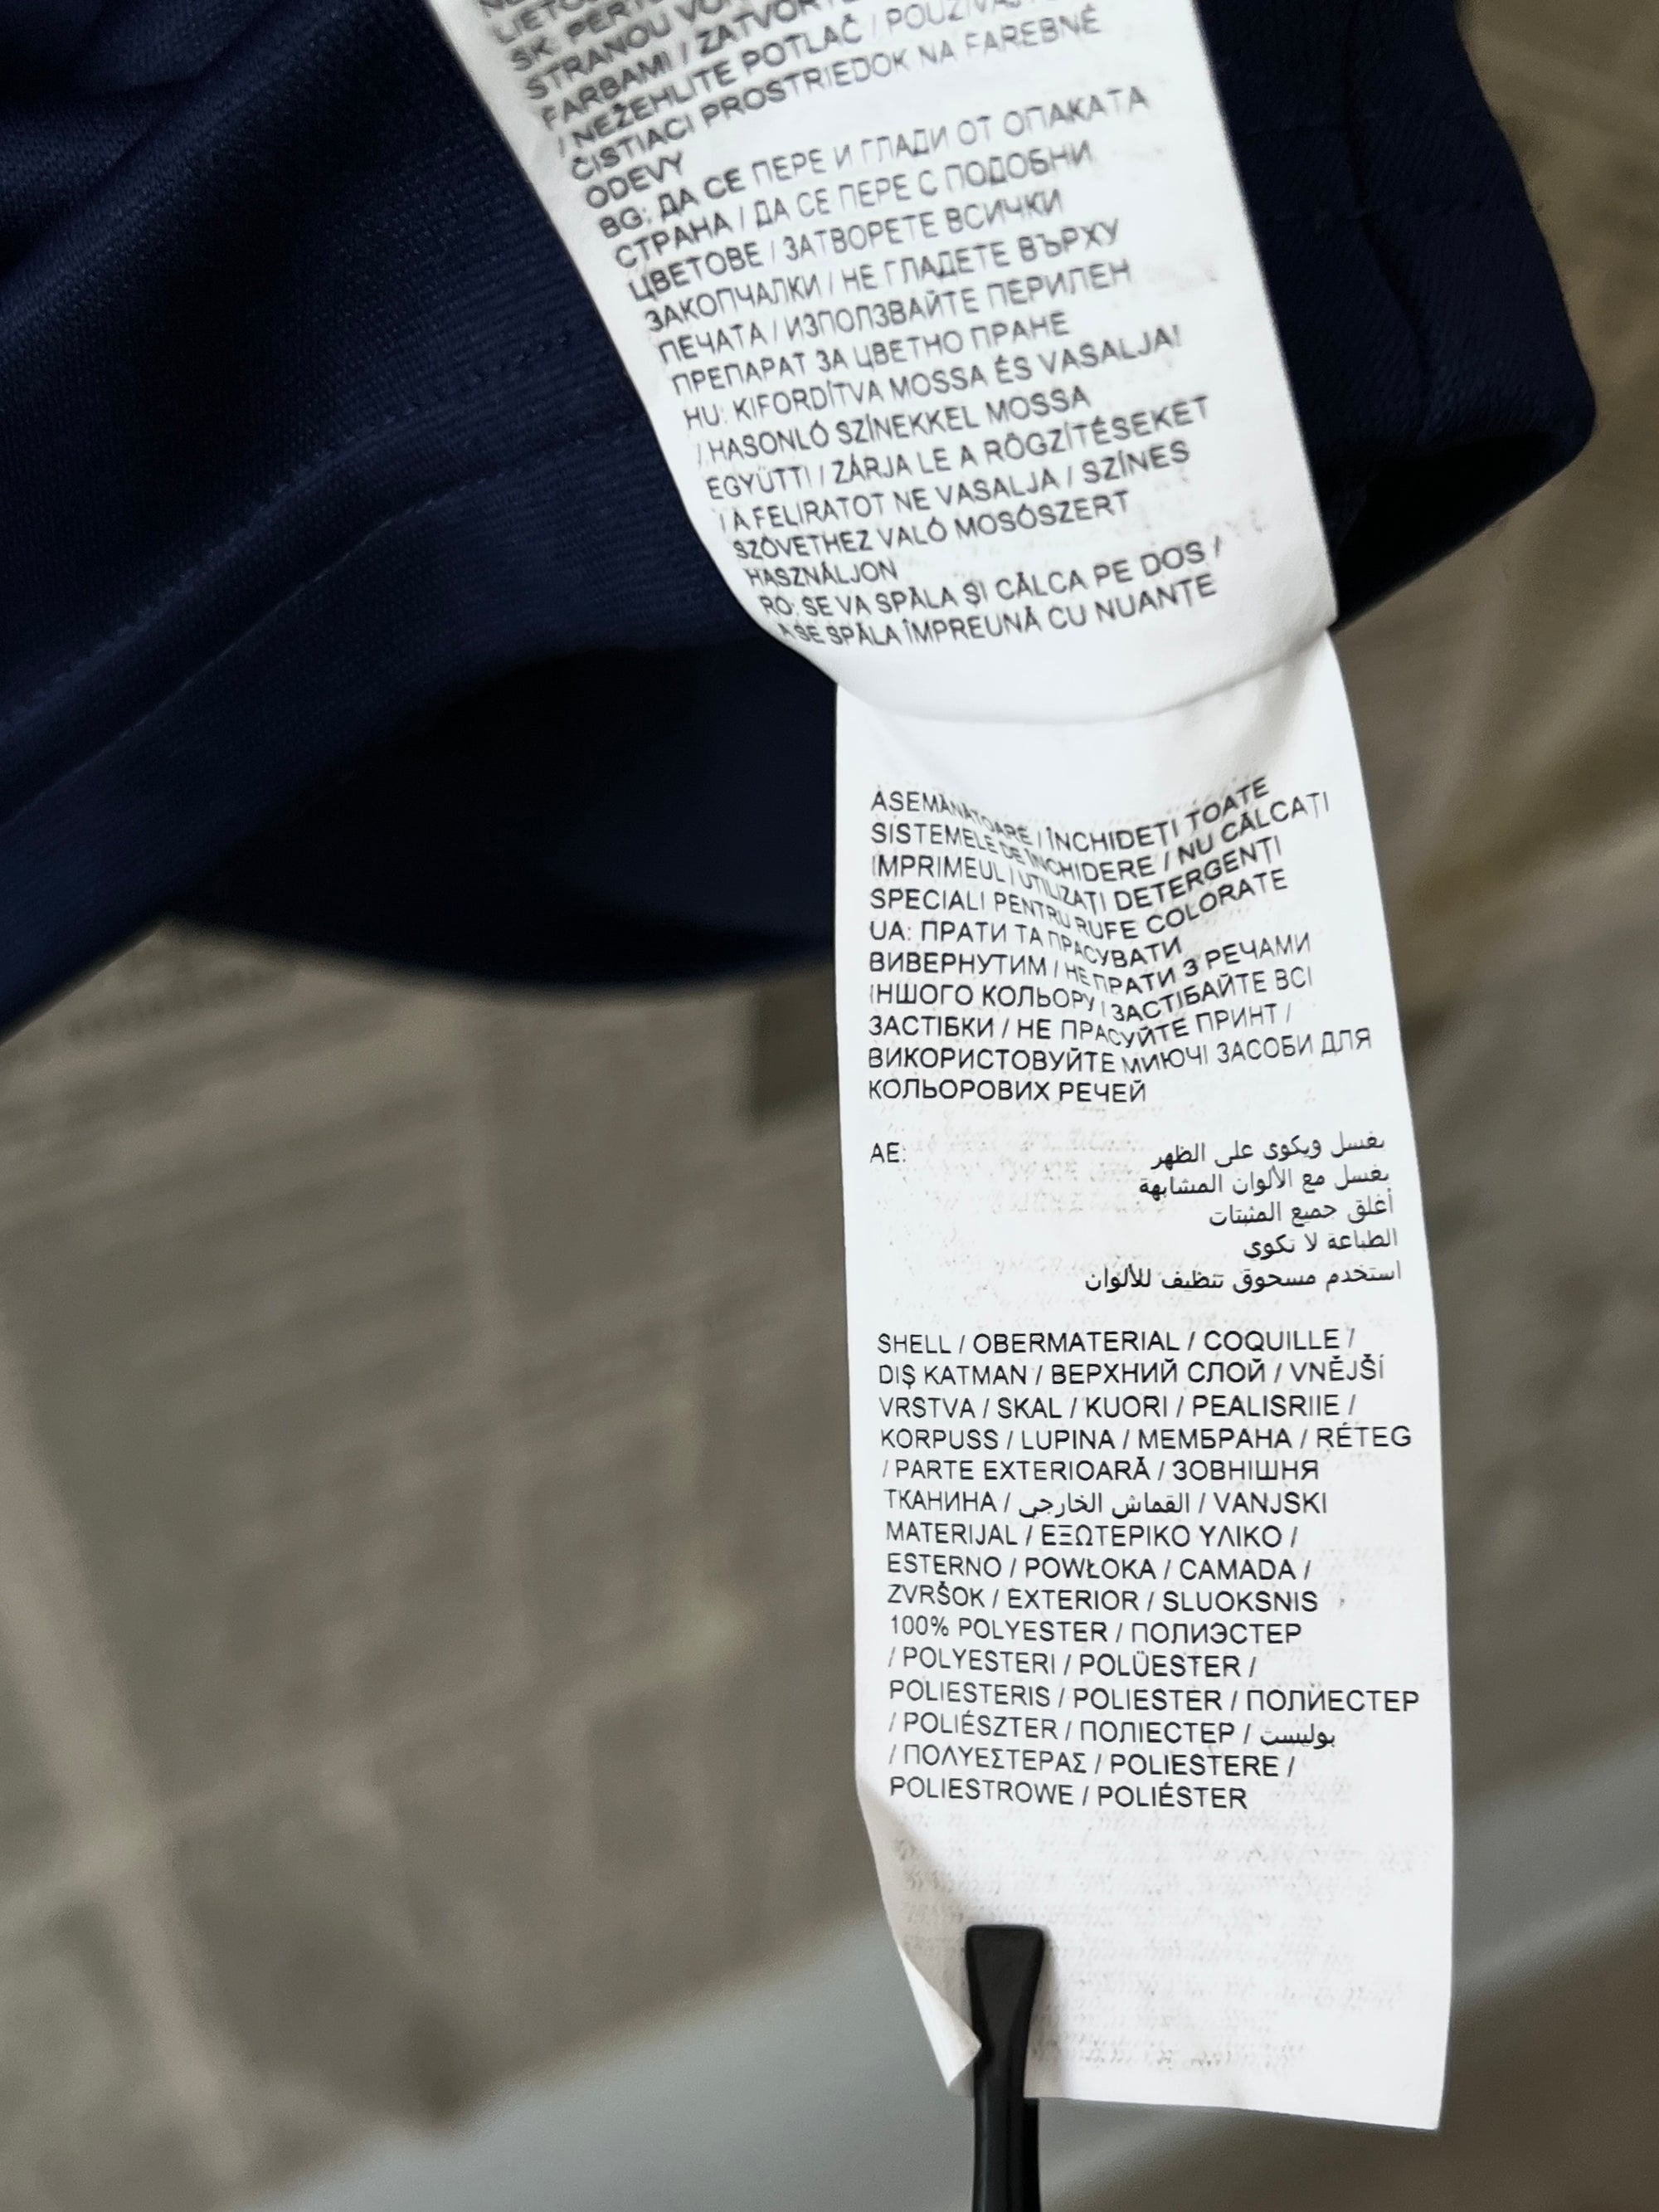 SK: PERTE
STRANOU
FARBAMI / ZATVORTE
/ NEŽEHLITE POTLAČ /
ČISTIACI PROSTRIEDOK NA FAREBNÉ
ODEVY
BG: ДА СЕ ПЕРЕ И ГЛАДИ ОТ ОПАКАТА
СТРАНА / ДА СЕ ПЕРЕ С ПОДОБНИ
ЦВЕТОВЕ / ЗАТВОРЕТЕ ВСИЧКИ
ЗАКОПЧАЛКИ / НЕ ГЛАДЕТЕ ВЪРХУ
ПЕЧАТА / ИЗПОЛЗВАЙТЕ ПЕРИЛЕН
ПРЕПАРАТ ЗА ЦВЕТНО ПРАНЕ
HU: KIFORDÍTVA MOSSA ÉS VASALJA!
/ HASONLÓ SZÍNEKKEL MOSSA
EGYÜTT! / ZÁRJA LE A RÖGZÍTÉSEKET
/ A FELIRATOT NE VASALJA / SZÍNES
SZÖVETHEZ VALÓ MOSÓSZERT
HASZNÁLJON
RO: SE VA SPĂLA ȘI CĂLCA PE DOS /
A SE SPĂLA ÎMPREUNĂ CU NUANȚE
ASEMĂNĂTOARE / ÎNCHIDEȚI TOATE
SISTEMELE DE ÎNCHIDERE / NU CĂLCAȚI
IMPRIMEUL / UTILIZAȚI DETERGENȚI
SPECIALI PENTRU RUFE COLORATE
UA: ПРАТИ ТА ПРАСУВАТИ
ВИВЕРНУТИМ / НЕ ПРАТИ З РЕЧАМИ
ІНШОГО КОЛЬОРУ / ЗАСТІБАЙТЕ ВСІ
ЗАСТІБКИ / НЕ ПРАСУЙТЕ ПРИНТ /
ВИКОРИСТОВУЙТЕ МИЮЧІ ЗАСОБИ ДЛЯ
КОЛЬОРОВИХ РЕЧЕЙ
AE: يغسل ويكوى على الظهر
يغسل مع الألوان المشابهة
أغلق جميع المثبتات
الطباعة لا تكوي
استخدم مسحوق تنظيف للألوان
SHELL / OBERMATERIAL / COQUILLE /
DIŞ KATMAN / ВЕРХНИЙ СЛОЙ / VNĚJŠÍ
VRSTVA / SKAL / KUORI / PEALISRIIE /
KORPUSS / LUPINA / МЕМБРАНА / RÉTEG
/ PARTE EXTERIOARĂ / ЗОВНІШНЯ
ТКАНИНА / القماش الخارجي / VANJSKI
MATERIJAL / ΕΞΩΤΕΡΙΚΟ ΥΛΙΚΟ /
ESTERNO / POWŁOKA / CAMADA /
ZVRŠOK / EXTERIOR / SLUOKSNIS
100% POLYESTER / ПОЛИЭСТЕР
/ POLYESTERI / POLÜESTER /
POLIESTERIS / POLIESTER / ПОЛИЕСТЕР
/ POLIÉSZTER / ПОЛІЕСТЕР / بوليست
/ ΠΟΛΥΕΣΤΕΡΑΣ / POLIESTERE /
POLIESTROWE / POLIÉSTER